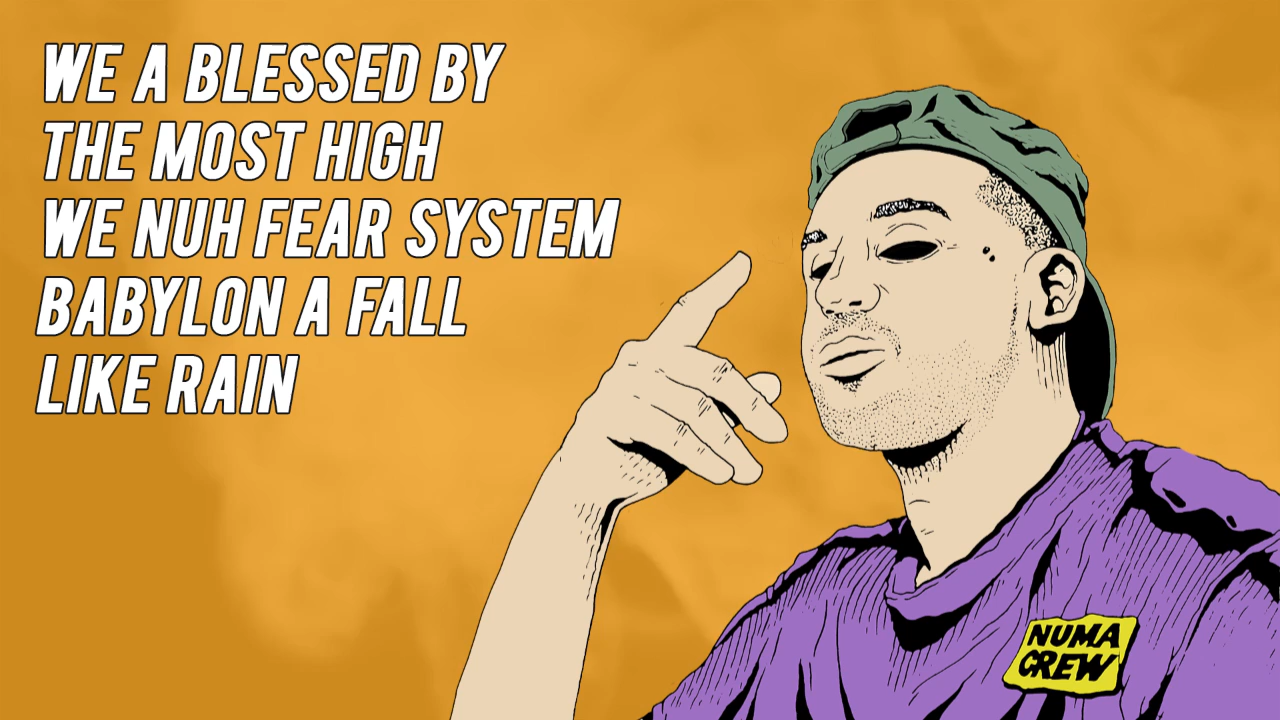 WE A BLESSED BY
THE MOST HIGH
WE NUH FEAR SYSTEM
BABYLON A FALL
LIKE RAIN
NUMA
CREW